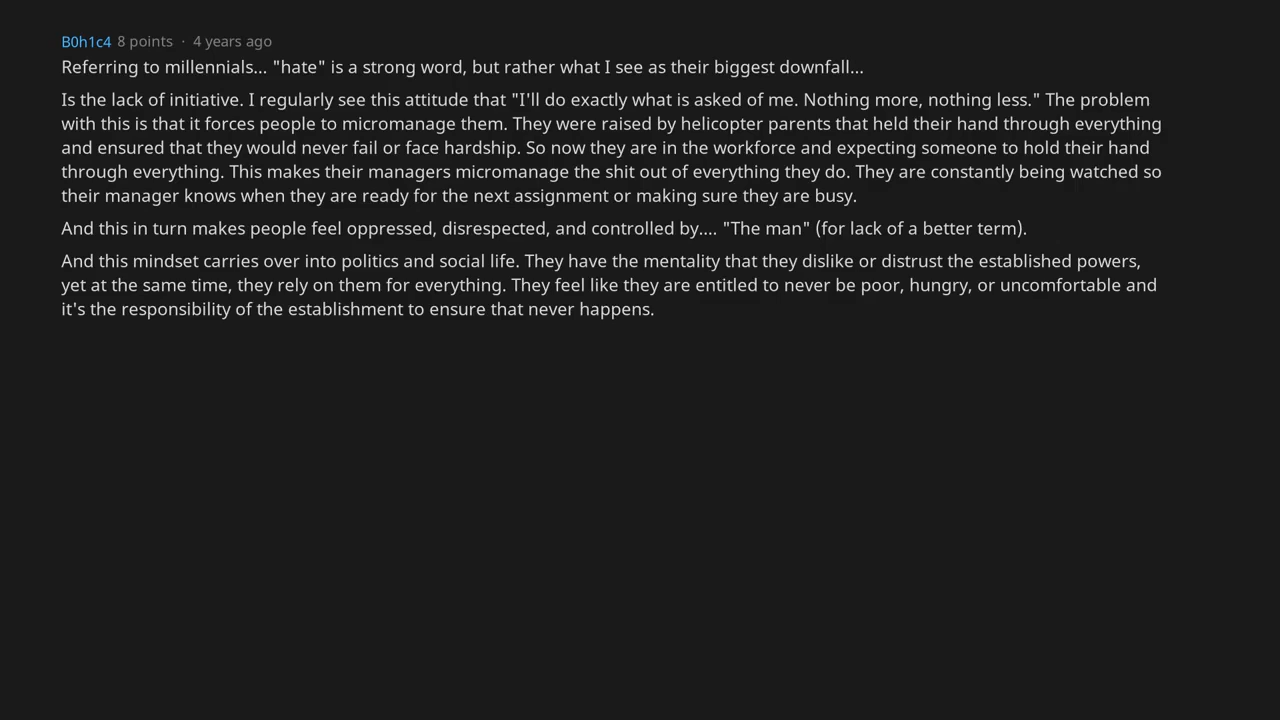 B0h1c4 8 points · 4 years ago
Referring to millennials... "hate" is a strong word, but rather what I see as their biggest downfall...
Is the lack of initiative. I regularly see this attitude that "I'll do exactly what is asked of me. Nothing more, nothing less." The problem
with this is that it forces people to micromanage them. They were raised by helicopter parents that held their hand through everything
and ensured that they would never fail or face hardship. So now they are in the workforce and expecting someone to hold their hand
through everything. This makes their managers micromanage the shit out of everything they do. They are constantly being watched so
their manager knows when they are ready for the next assignment or making sure they are busy.
And this in turn makes people feel oppressed, disrespected, and controlled by.... "The man" (for lack of a better term).
And this mindset carries over into politics and social life. They have the mentality that they dislike or distrust the established powers,
yet at the same time, they rely on them for everything. They feel like they are entitled to never be poor, hungry, or uncomfortable and
it's the responsibility of the establishment to ensure that never happens.